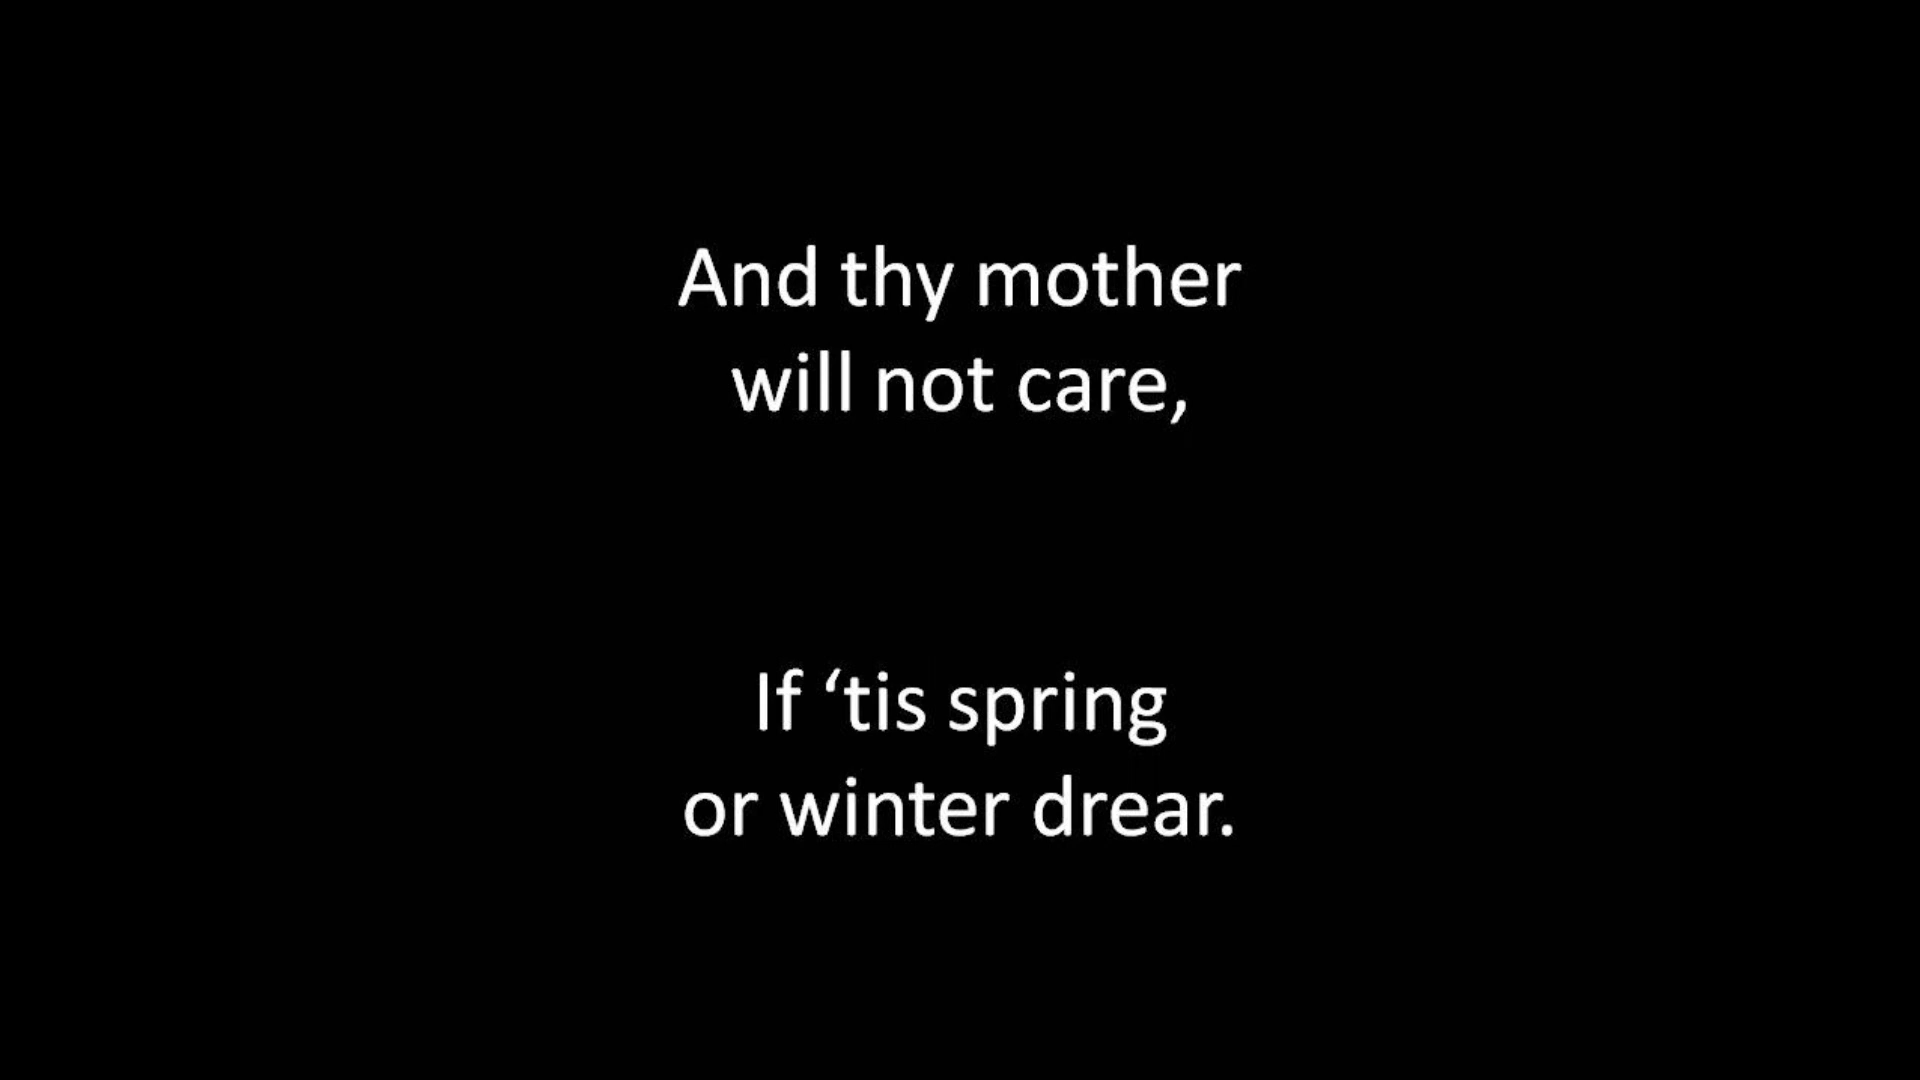 And thy mother
will not care,
If ‘tis spring
or winter drear.